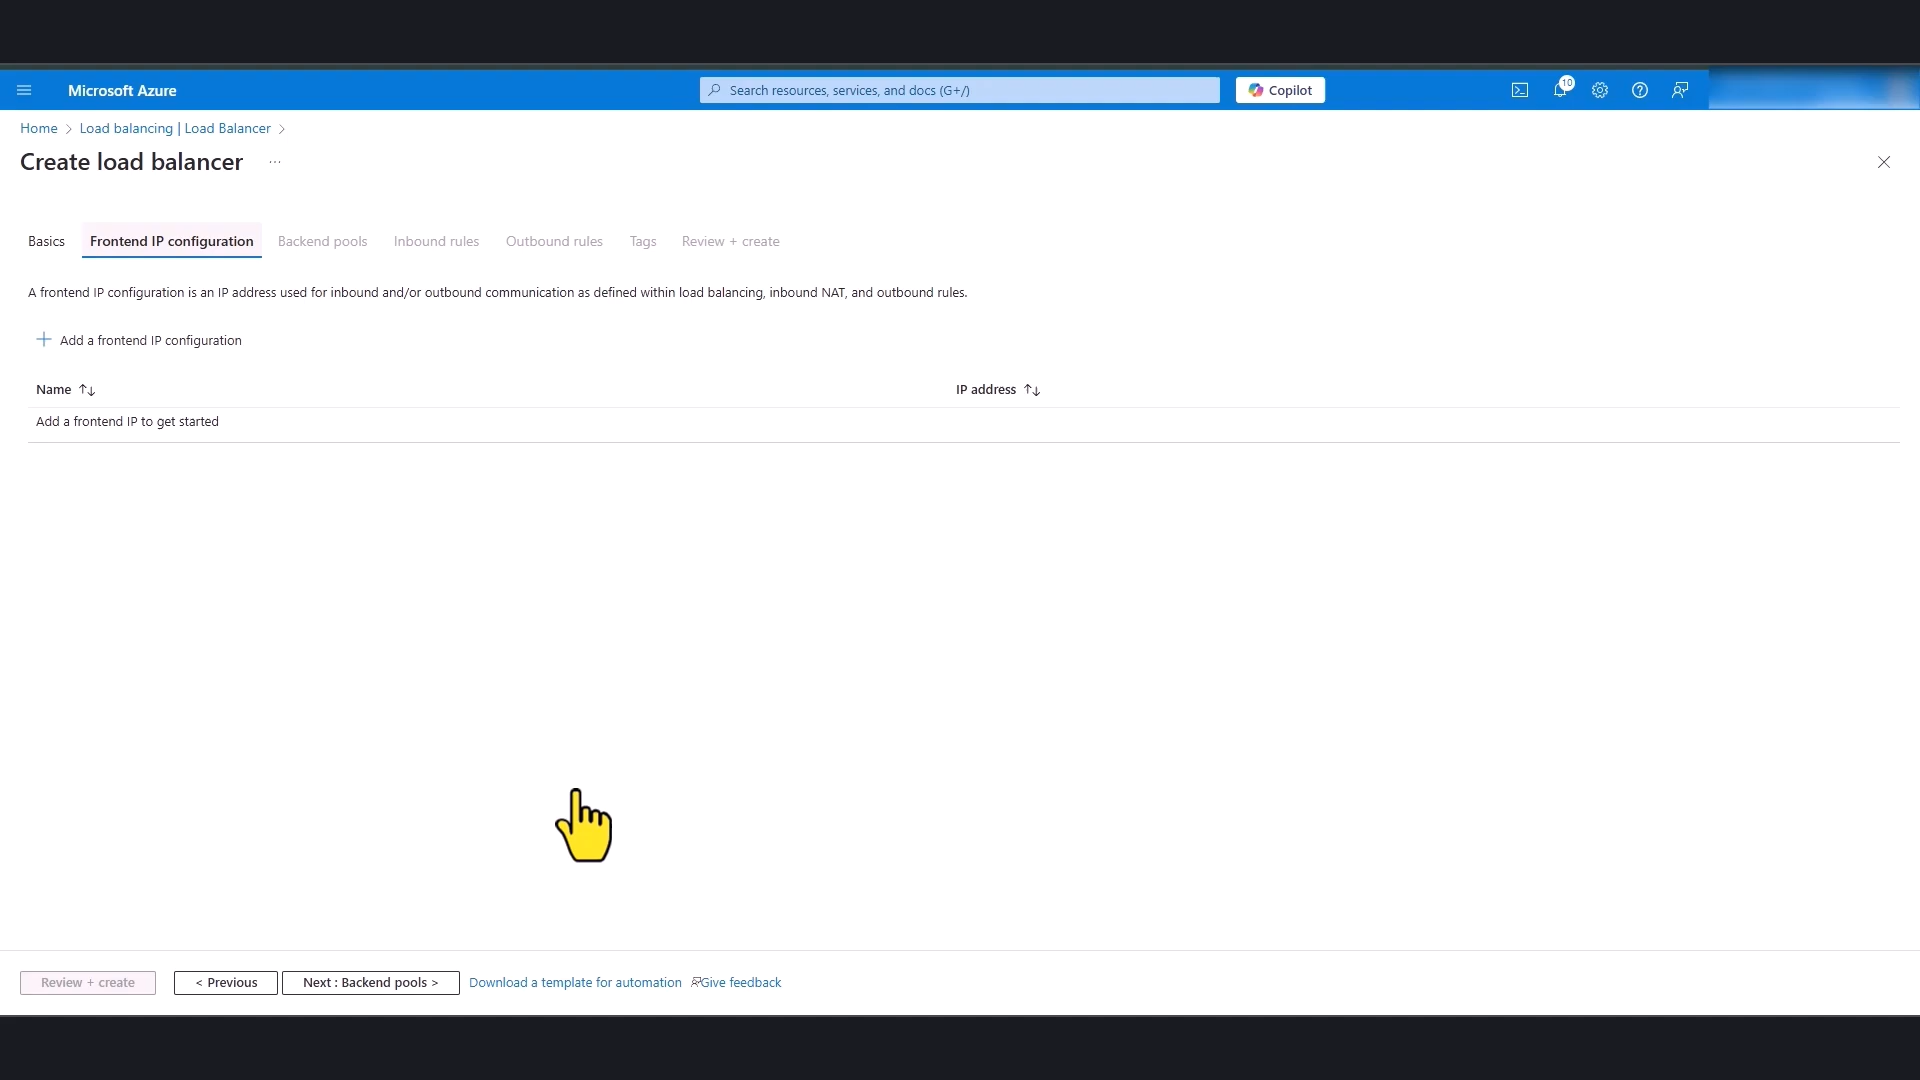 Microsoft Azure
Search resources, services, and docs (G+/)
Copilot
10
Home > Load balancing | Load Balancer >
Create load balancer ...
Basics Frontend IP configuration Backend pools Inbound rules Outbound rules Tags Review + create
A frontend IP configuration is an IP address used for inbound and/or outbound communication as defined within load balancing, inbound NAT, and outbound rules.
+ Add a frontend IP configuration
Name ↑↓ IP address ↑↓
Add a frontend IP to get started
Review + create < Previous Next : Backend pools > Download a template for automation Give feedback